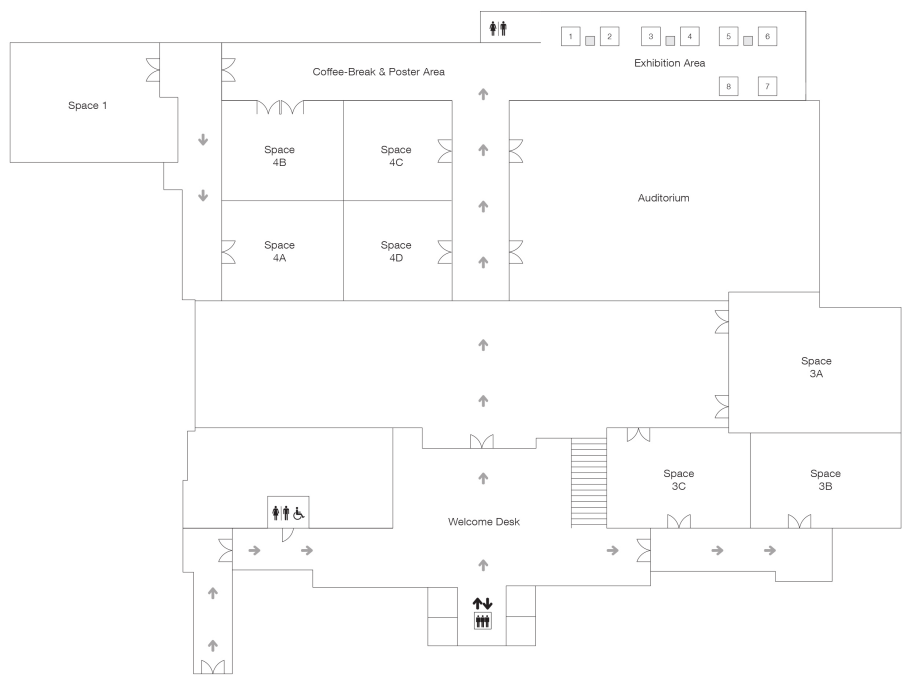 1
2
3
4
5
6
Exhibition Area
Coffee-Break & Poster Area
8
7
Space 1
Space
4B
Space
4C
Auditorium
Space
4A
Space
4D
Space
3A
Space
3C
Space
3B
Welcome Desk